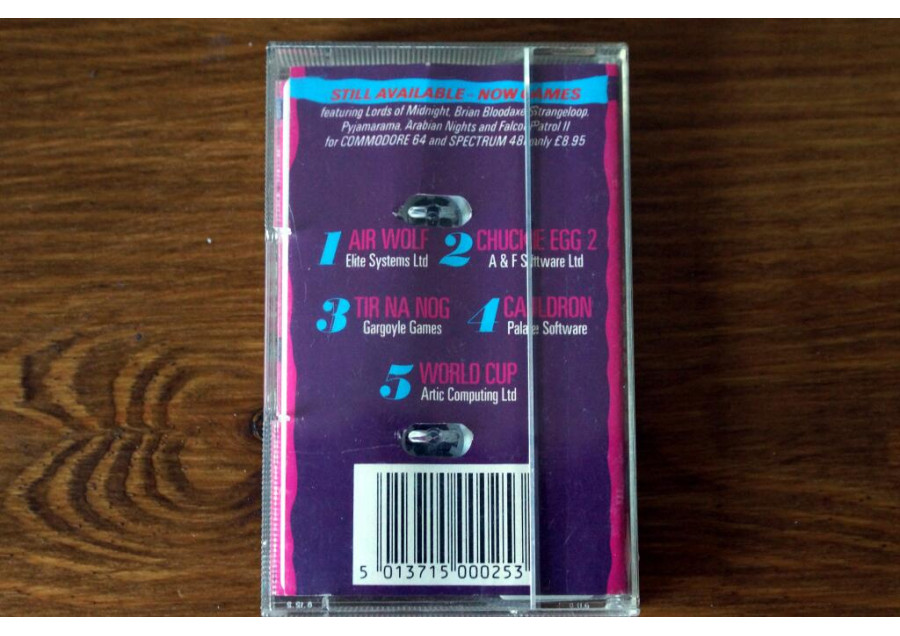 STILL AVAILABLE - NOW GAMES
featuring Lords of Midnight, Brian Bloodaxe, Strangeloop,
Pyjamarama, Arabian Nights and Falcon Patrol II
for COMMODORE 64 and SPECTRUM 48 only £8.95
1 AIR WOLF 2 CHUCKIE EGG 2
Elite Systems Ltd A & F Software Ltd
3 TIR NA NOG 4 CAULDRON
Gargoyle Games Palace Software
5 WORLD CUP
Artic Computing Ltd
5 013715 000253